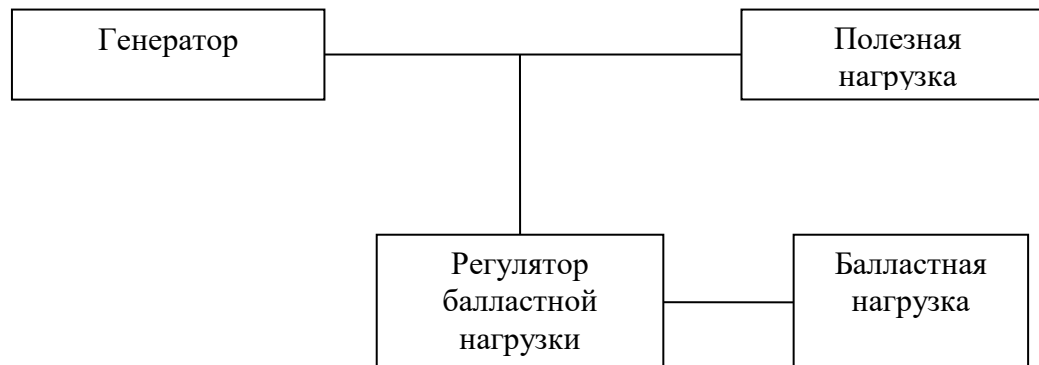 Генератор
Полезная
нагрузка
Регулятор
балластной
нагрузки
Балластная
нагрузка